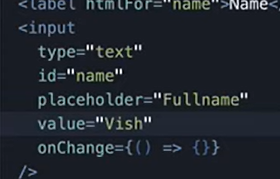 <label htmlFor="name">Name</
<input
type="text"
id="name"
placeholder="Fullname"
value="Vish"
onChange={() => {}}
/>